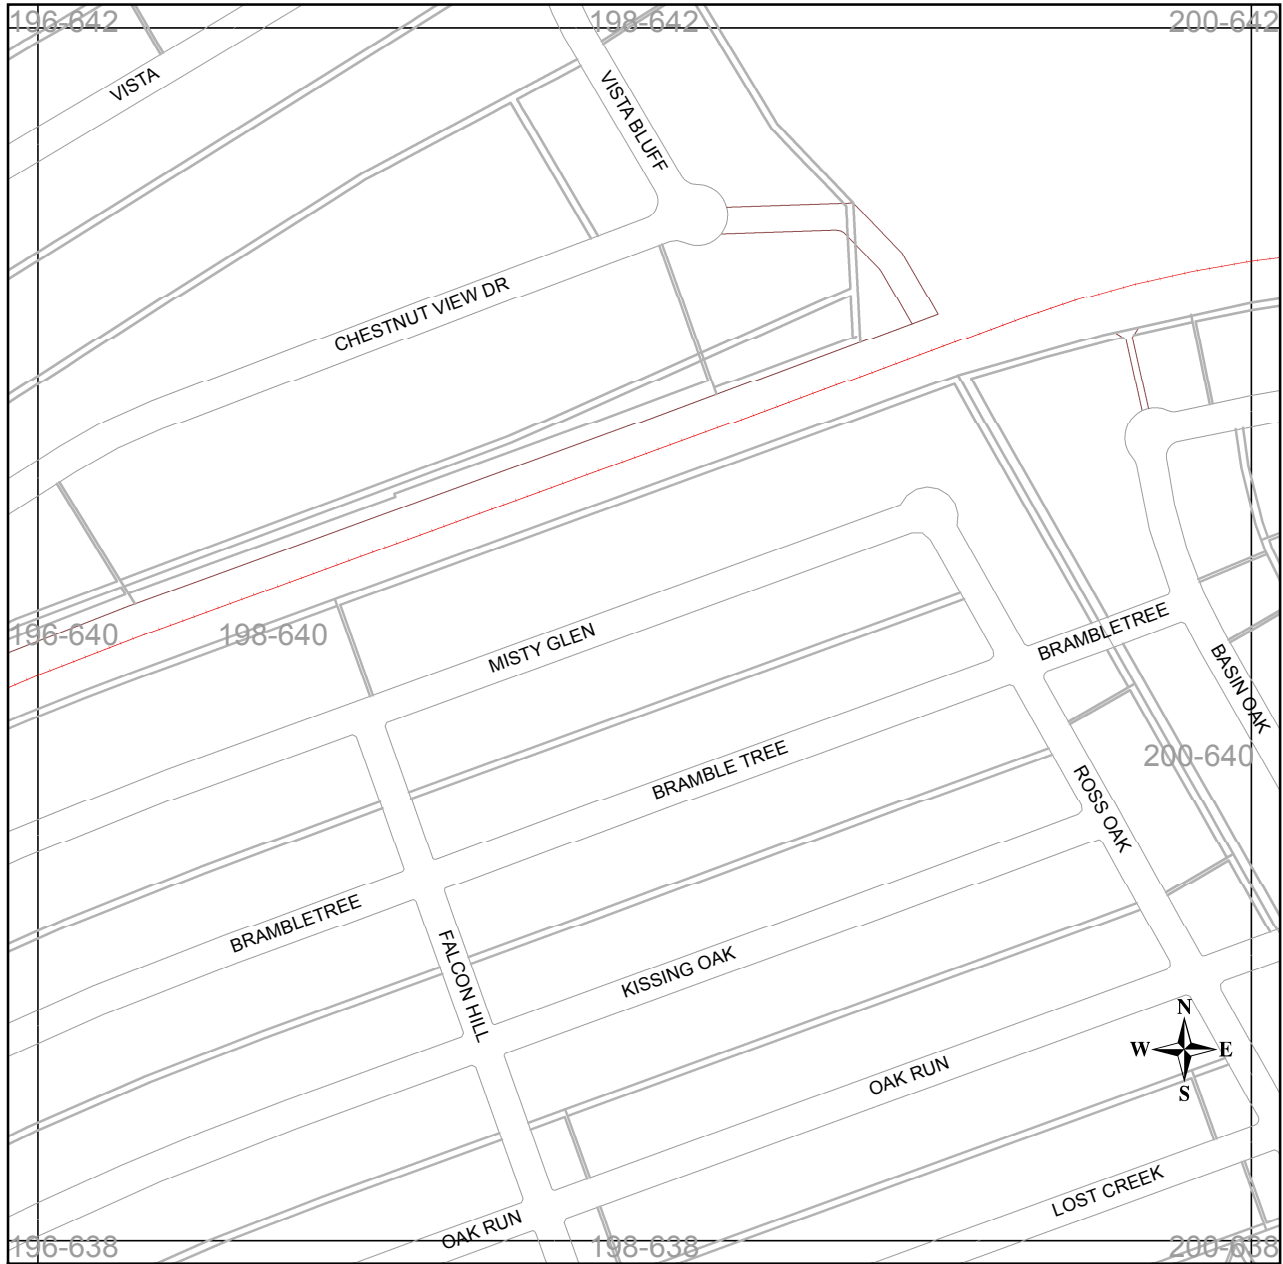 196-642
198-642
200-642
VISTA
VISTA BLUFF
CHESTNUT VIEW DR
196-640
198-640
MISTY GLEN
BRAMBLETREE
BASIN OAK
BRAMBLE TREE
200-640
ROSS OAK
BRAMBLETREE
FALCON HILL
KISSING OAK
N
W
E
S
OAK RUN
LOST CREEK
OAK RUN
196-638
198-638
200-638